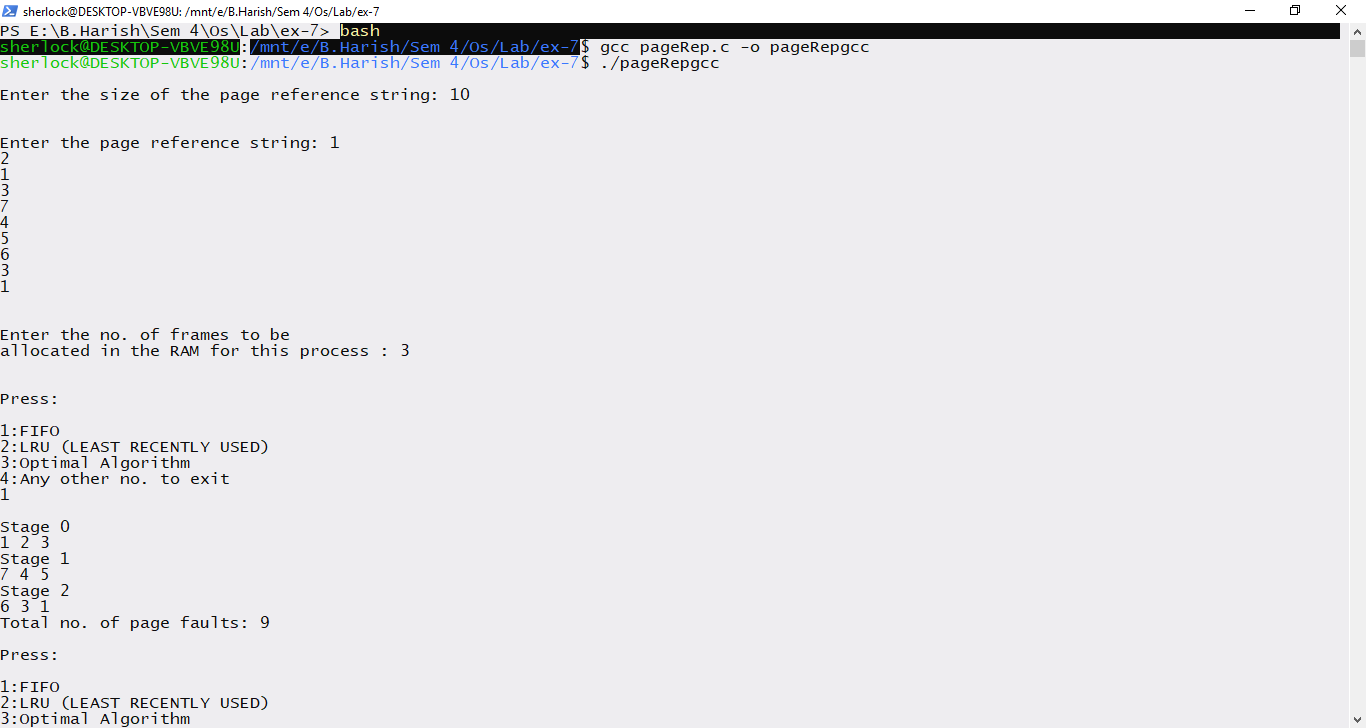 sherlock@DESKTOP-VBVE98U: /mnt/e/B.Harish/Sem 4/Os/Lab/ex-7
PS E:\B.Harish\Sem 4\Os\Lab\ex-7> bash
sherlock@DESKTOP-VBVE98U:/mnt/e/B.Harish/Sem 4/Os/Lab/ex-7$ gcc pageRep.c -o pageRepgcc
sherlock@DESKTOP-VBVE98U:/mnt/e/B.Harish/Sem 4/Os/Lab/ex-7$ ./pageRepgcc
Enter the size of the page reference string: 10
Enter the page reference string: 1
2
1
3
7
4
5
6
3
1
Enter the no. of frames to be
allocated in the RAM for this process : 3
Press:
1:FIFO
2:LRU (LEAST RECENTLY USED)
3:Optimal Algorithm
4:Any other no. to exit
1
Stage 0
1 2 3
Stage 1
7 4 5
Stage 2
6 3 1
Total no. of page faults: 9
Press:
1:FIFO
2:LRU (LEAST RECENTLY USED)
3:Optimal Algorithm